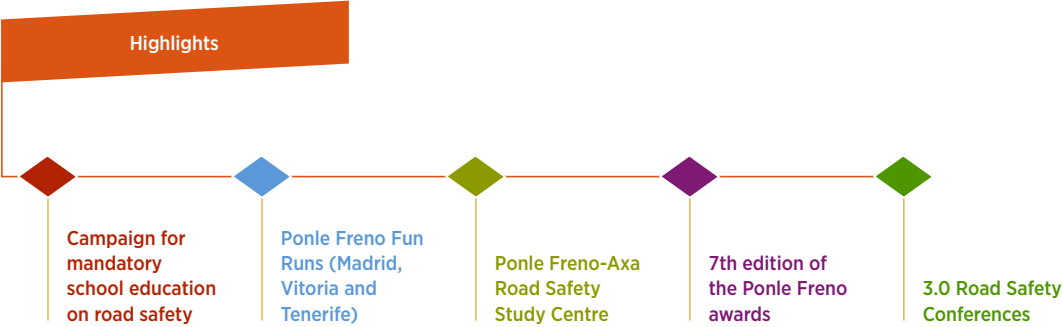 Highlights
Campaign for
mandatory
school education
on road safety
Ponle Freno Fun
Runs (Madrid,
Vitoria and
Tenerife)
Ponle Freno-Axa
Road Safety
Study Centre
7th edition of
the Ponle Freno
awards
3.0 Road Safety
Conferences